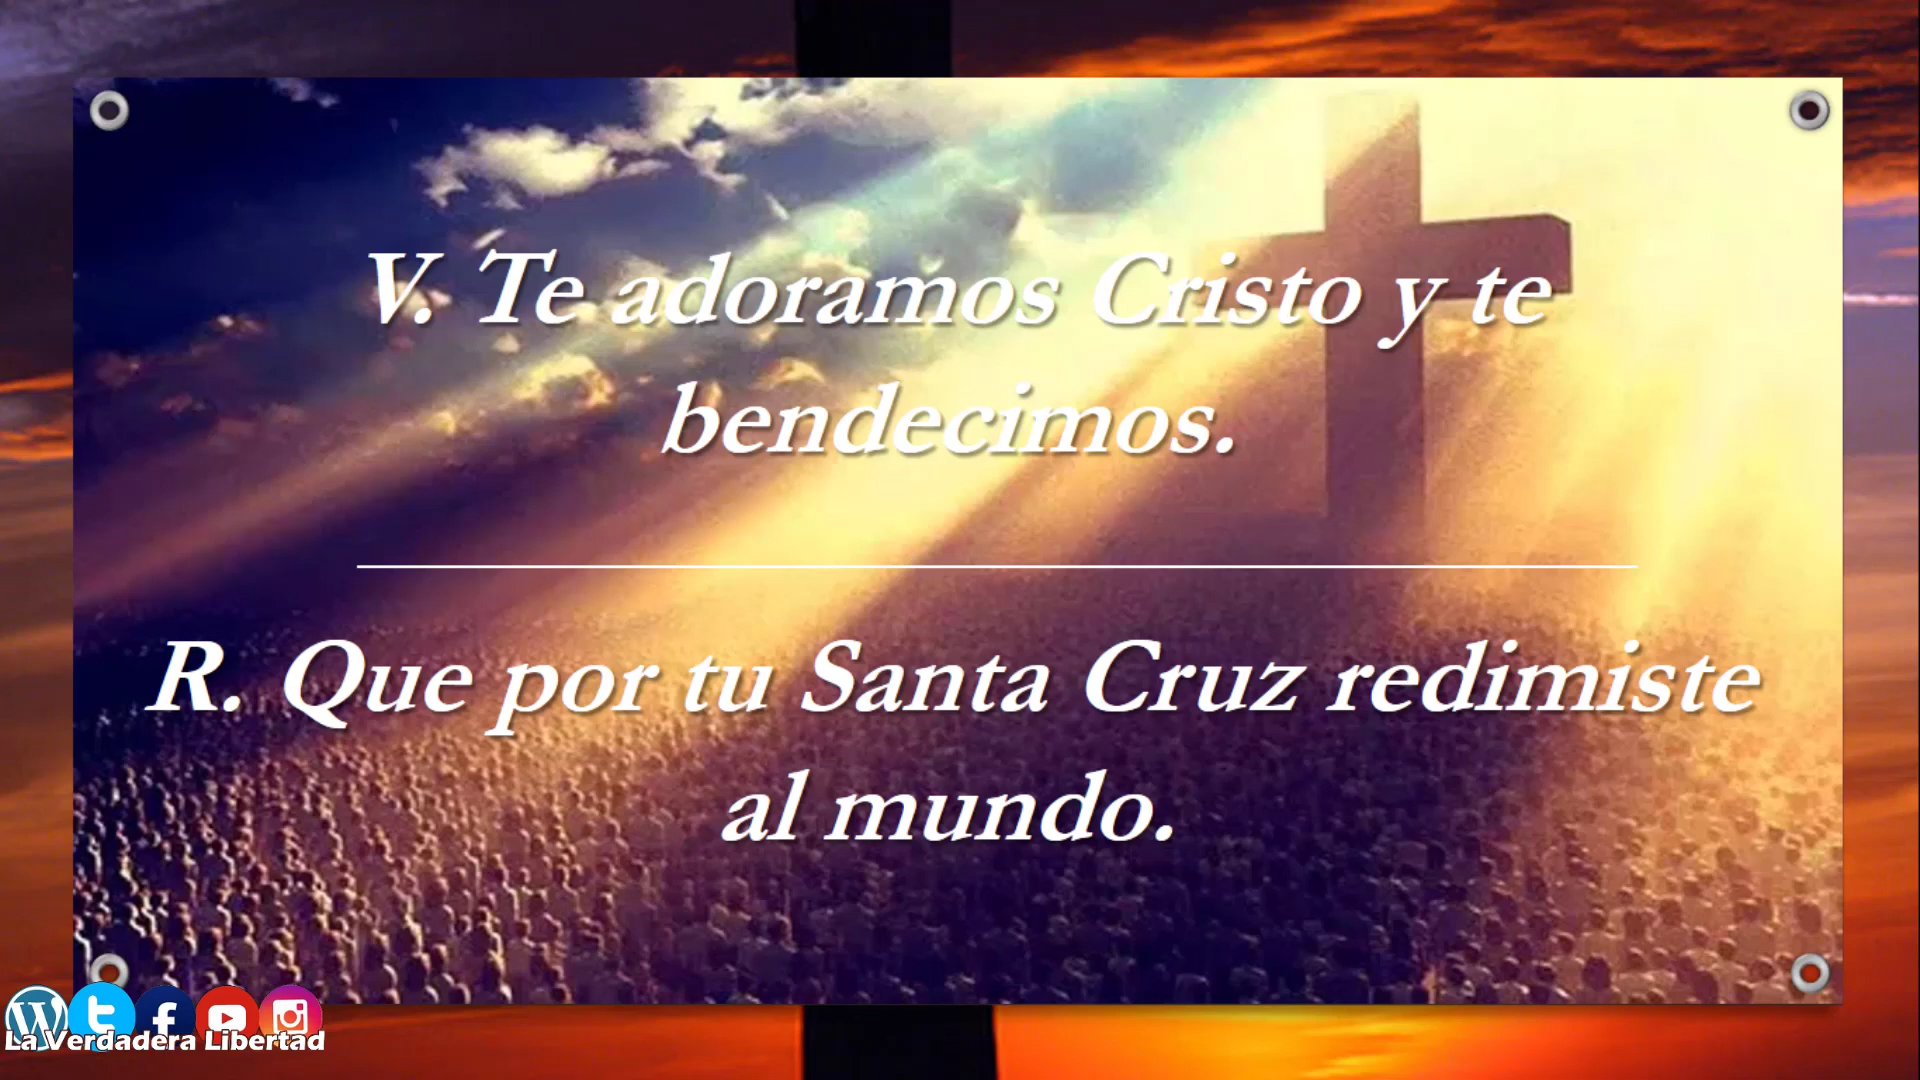 V. Te adoramos Cristo y te
bendecimos.
R. Que por tu Santa Cruz redimiste
al mundo.
La Verdadera Libertad